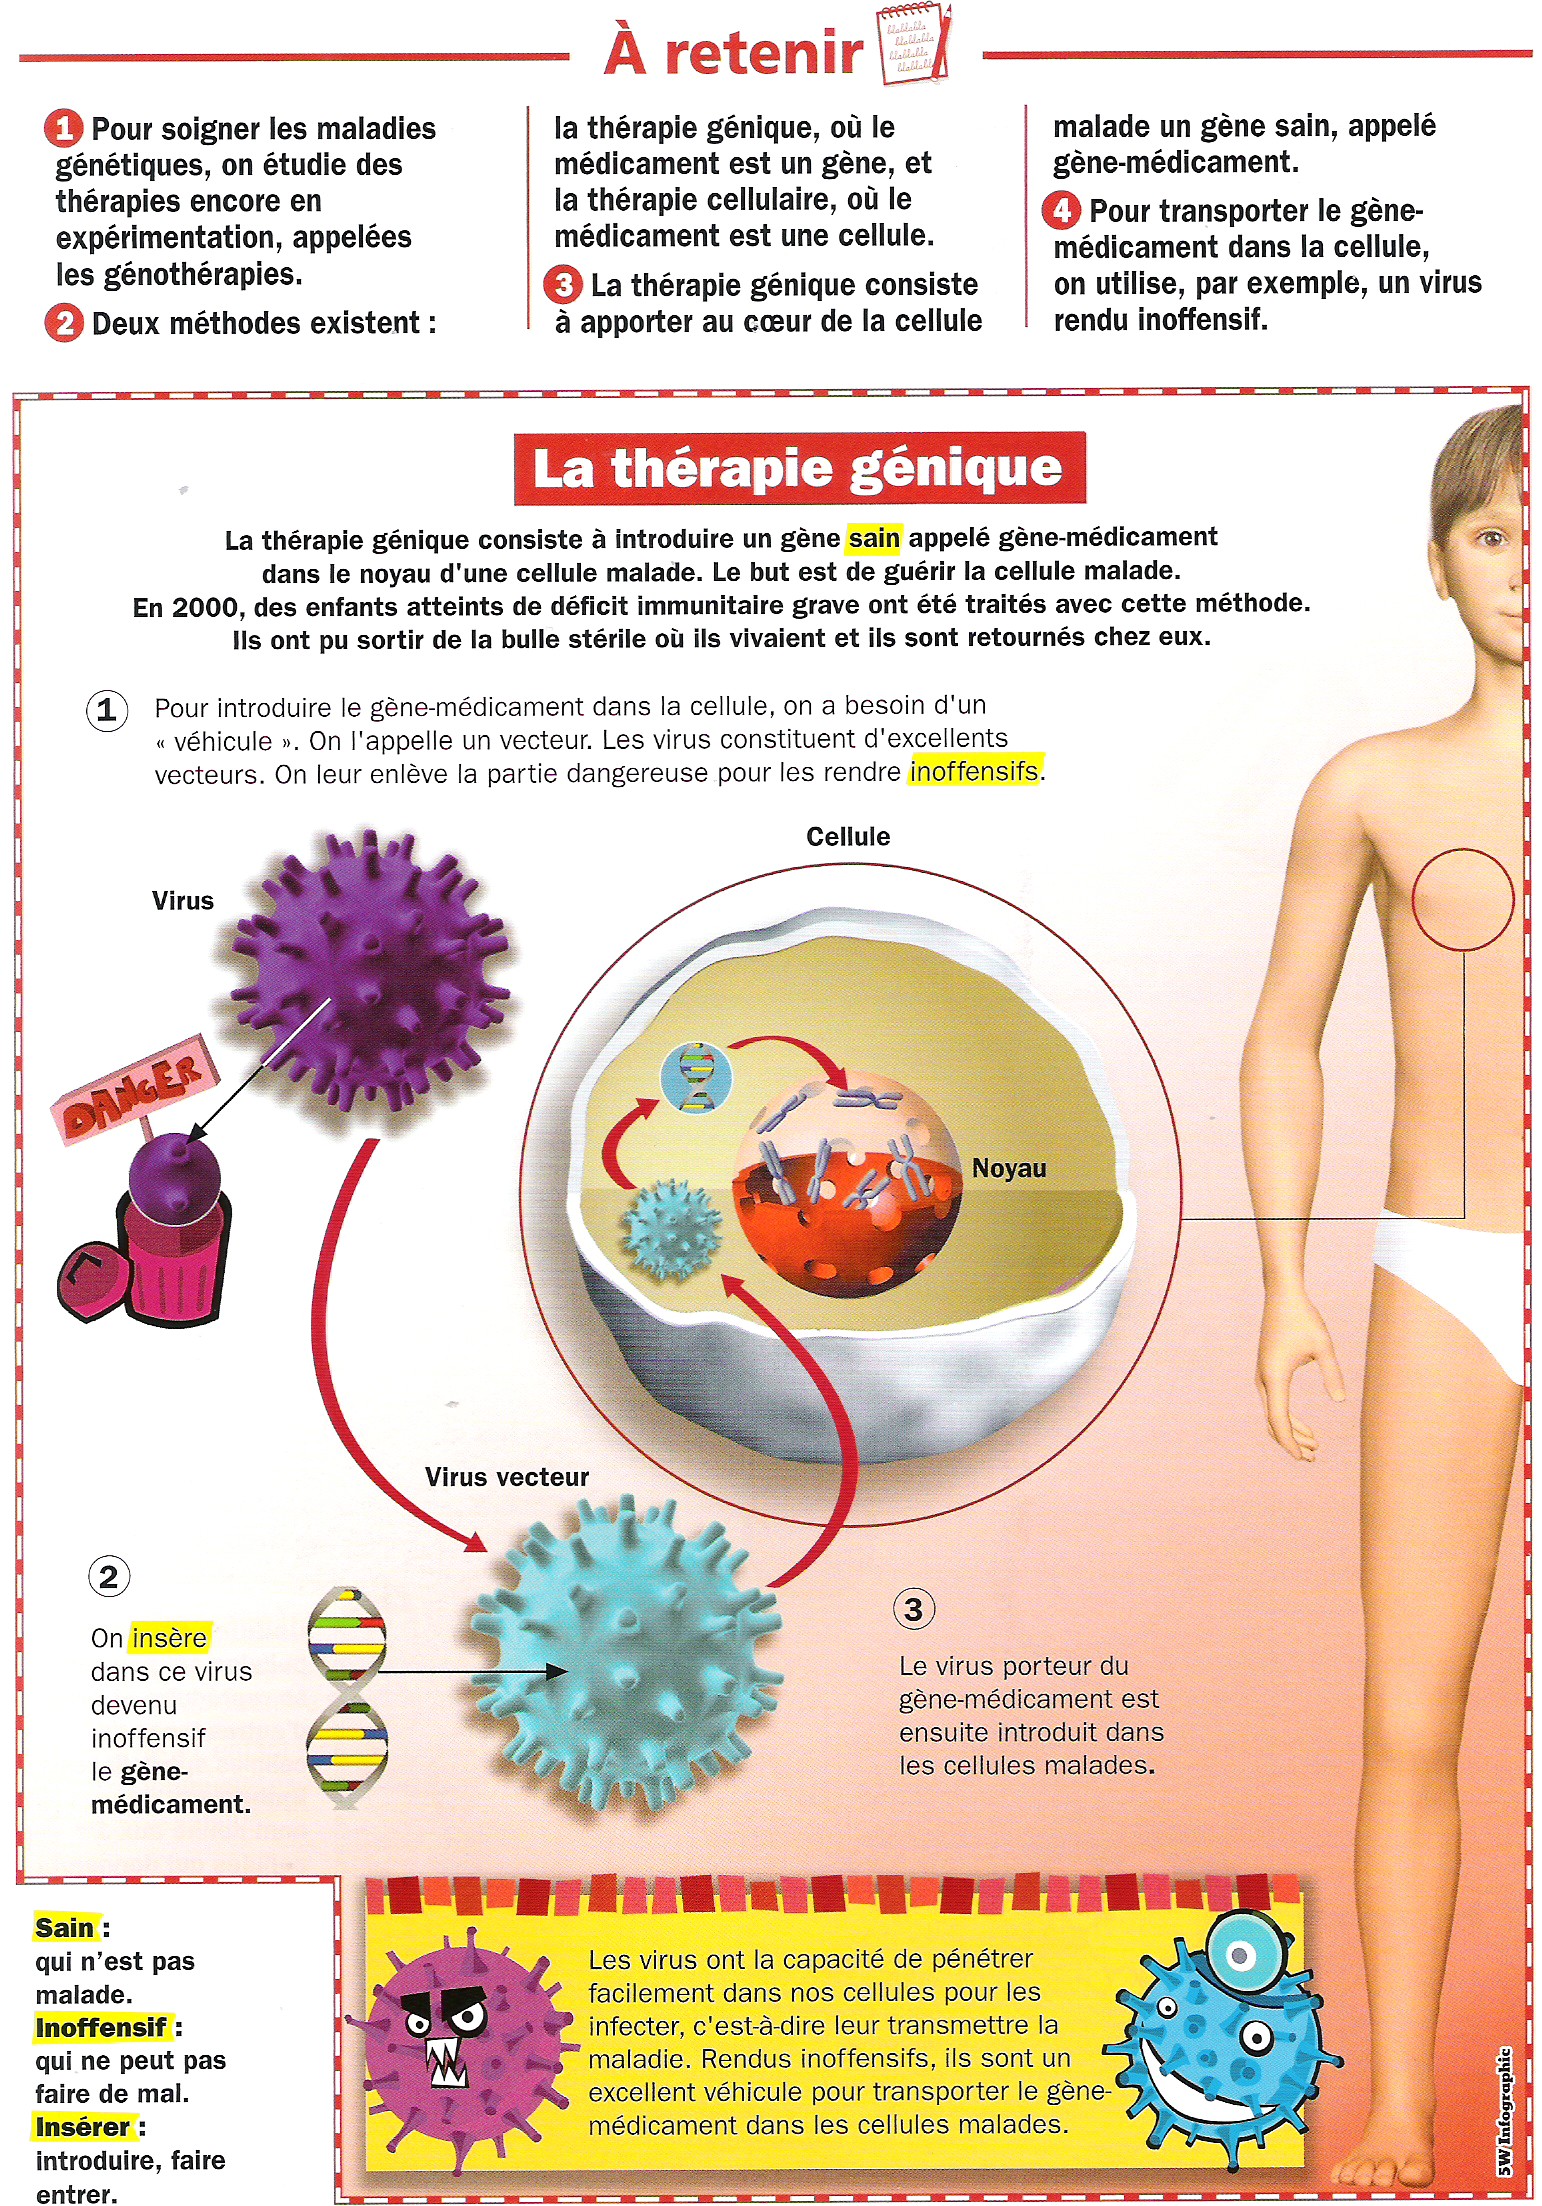 À retenir
1 Pour soigner les maladies
génétiques, on étudie des
thérapies encore en
expérimentation, appelées
les génothérapies.
2 Deux méthodes existent :
la thérapie génique, où le
médicament est un gène, et
la thérapie cellulaire, où le
médicament est une cellule.
3 La thérapie génique consiste
à apporter au cœur de la cellule
malade un gène sain, appelé
gène-médicament.
4 Pour transporter le gène-
médicament dans la cellule,
on utilise, par exemple, un virus
rendu inoffensif.
La thérapie génique
La thérapie génique consiste à introduire un gène sain appelé gène-médicament
dans le noyau d'une cellule malade. Le but est de guérir la cellule malade.
En 2000, des enfants atteints de déficit immunitaire grave ont été traités avec cette méthode.
Ils ont pu sortir de la bulle stérile où ils vivaient et ils sont retournés chez eux.
1
Pour introduire le gène-médicament dans la cellule, on a besoin d'un
« véhicule ». On l'appelle un vecteur. Les virus constituent d'excellents
vecteurs. On leur enlève la partie dangereuse pour les rendre inoffensifs.
Cellule
Virus
DANGER
Noyau
Virus vecteur
2
On insère
dans ce virus
devenu
inoffensif
le gène-
médicament.
3
Le virus porteur du
gène-médicament est
ensuite introduit dans
les cellules malades.
Sain :
qui n'est pas
malade.
Inoffensif :
qui ne peut pas
faire de mal.
Insérer :
introduire, faire
entrer.
Les virus ont la capacité de pénétrer
facilement dans nos cellules pour les
infecter, c'est-à-dire leur transmettre la
maladie. Rendus inoffensifs, ils sont un
excellent véhicule pour transporter le gène-
médicament dans les cellules malades.
5W Infographic